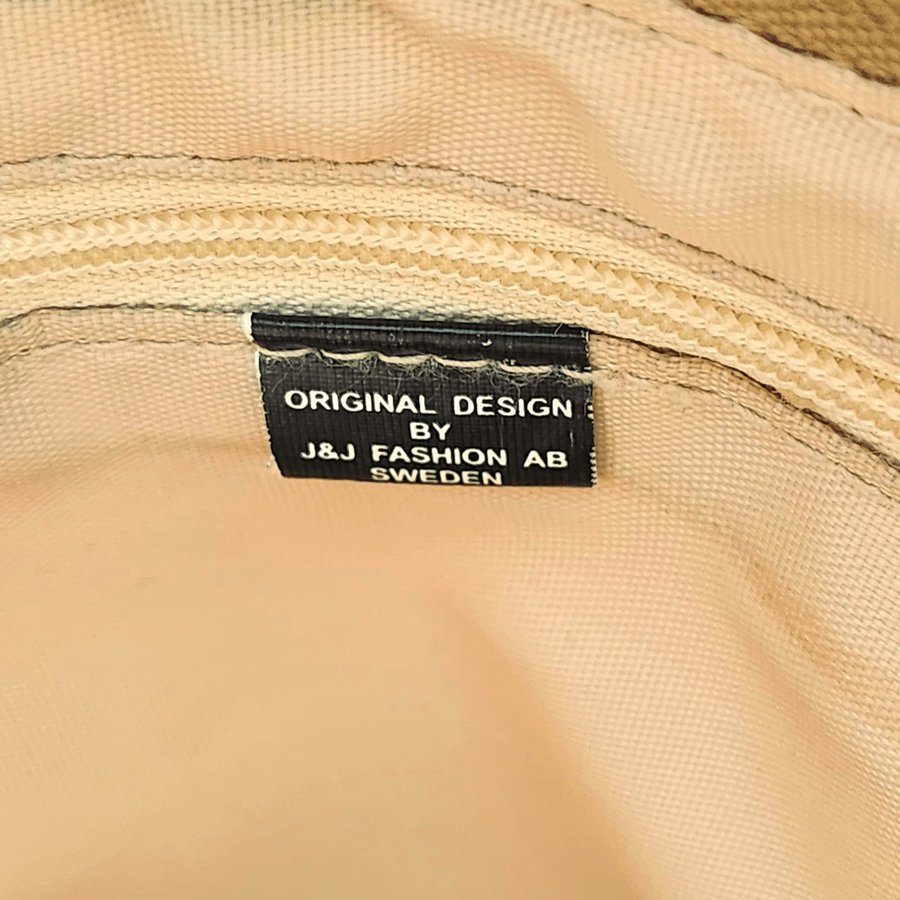 ORIGINAL DESIGN
BY
J&J FASHION AB
SWEDEN